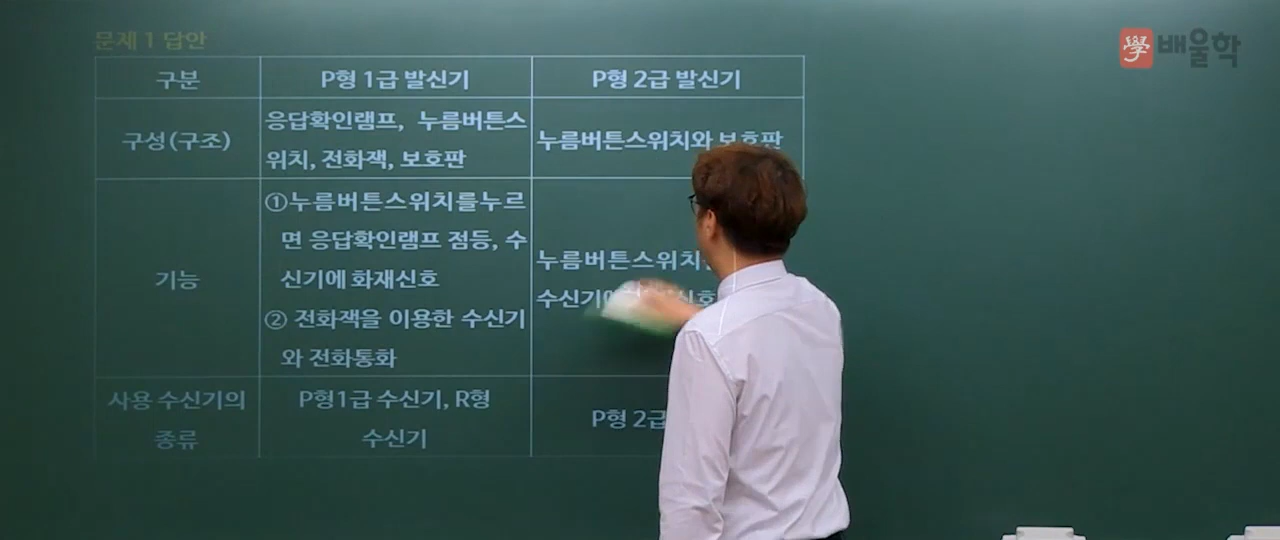 문제 1 답안
學 배울학
구분 P형 1급 발신기 P형 2급 발신기
구성(구조)
응답확인램프, 누름버튼스
위치, 전화잭, 보호판
누름버튼스위치와 보호판
기능
①누름버튼스위치를누르
면 응답확인램프 점등, 수
신기에 화재신호
② 전화잭을 이용한 수신기
와 전화통화
누름버튼스위치
수신기에
사용 수신기의
종류
P형1급 수신기, R형
수신기
P형 2급